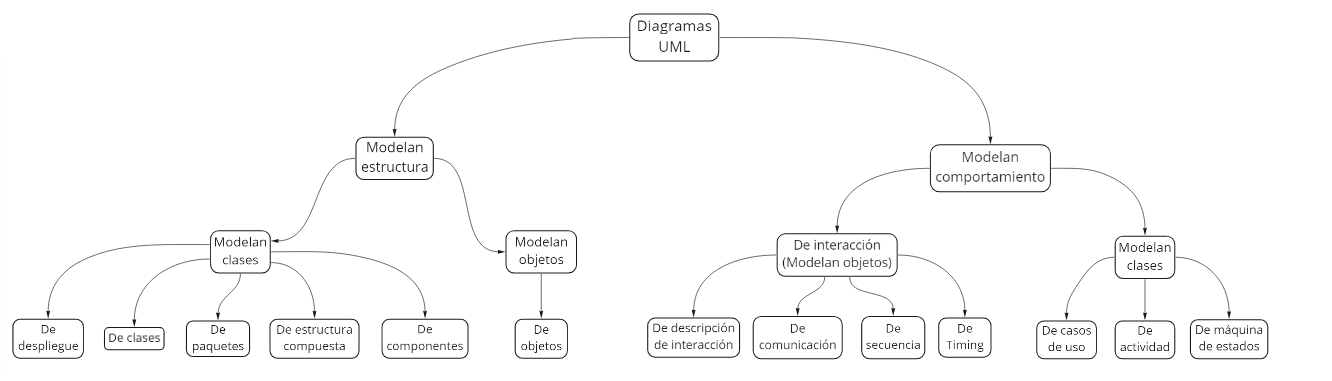 Diagramas
UML
Modelan
estructura
Modelan
comportamiento
Modelan
clases
Modelan
objetos
De interacción
(Modelan objetos)
Modelan
clases
De
despliegue
De clases
De
paquetes
De estructura
compuesta
De
componentes
De
objetos
De descripción
de interacción
De
comunicación
De
secuencia
De
Timing
De casos
de uso
De
actividad
De máquina
de estados